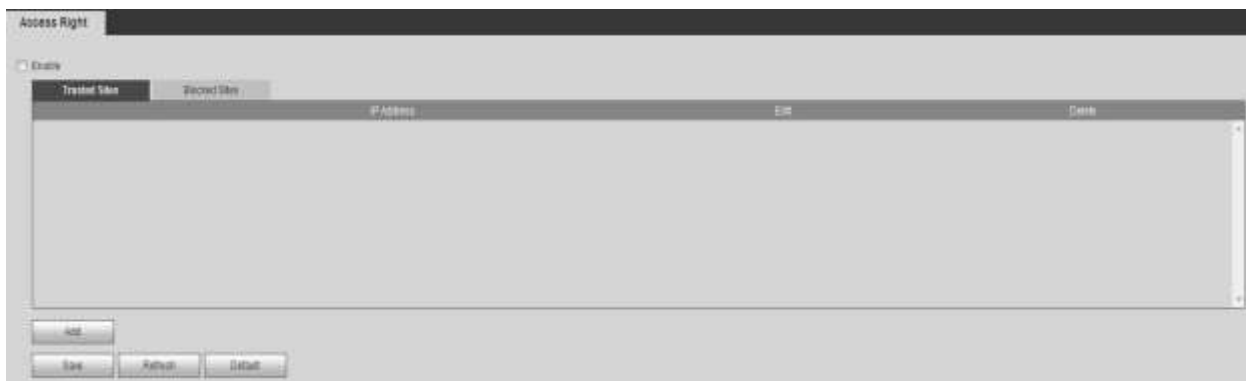 Access Right
Enable
Trusted Sites Blocked Sites
IP Address Edit Delete
Add
Save Refresh Default